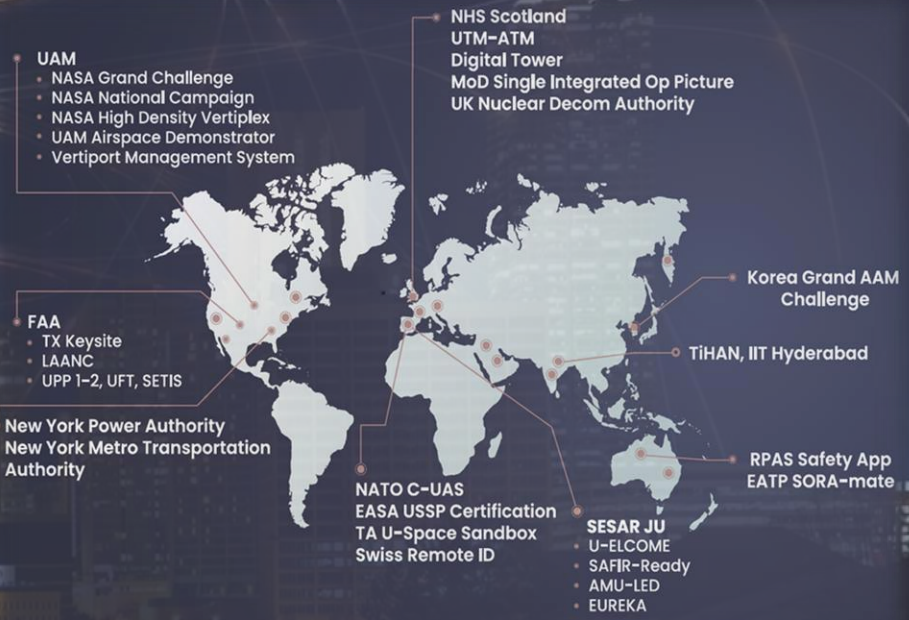 NHS Scotland
UTM-ATM
Digital Tower
MoD Single Integrated Op Picture
UK Nuclear Decom Authority
UAM
NASA Grand Challenge
NASA National Campaign
NASA High Density Vertiplex
UAM Airspace Demonstrator
Vertiport Management System
Korea Grand AAM
Challenge
FAA
TX Keysite
LAANC
UPP 1-2, UFT, SETIS
TiHAN, IIT Hyderabad
New York Power Authority
New York Metro Transportation
Authority
RPAS Safety App
EATP SORA-mate
NATO C-UAS
EASA USSP Certification
TA U-Space Sandbox
Swiss Remote ID
SESAR JU
U-ELCOME
SAFIR-Ready
AMU-LED
EUREKA